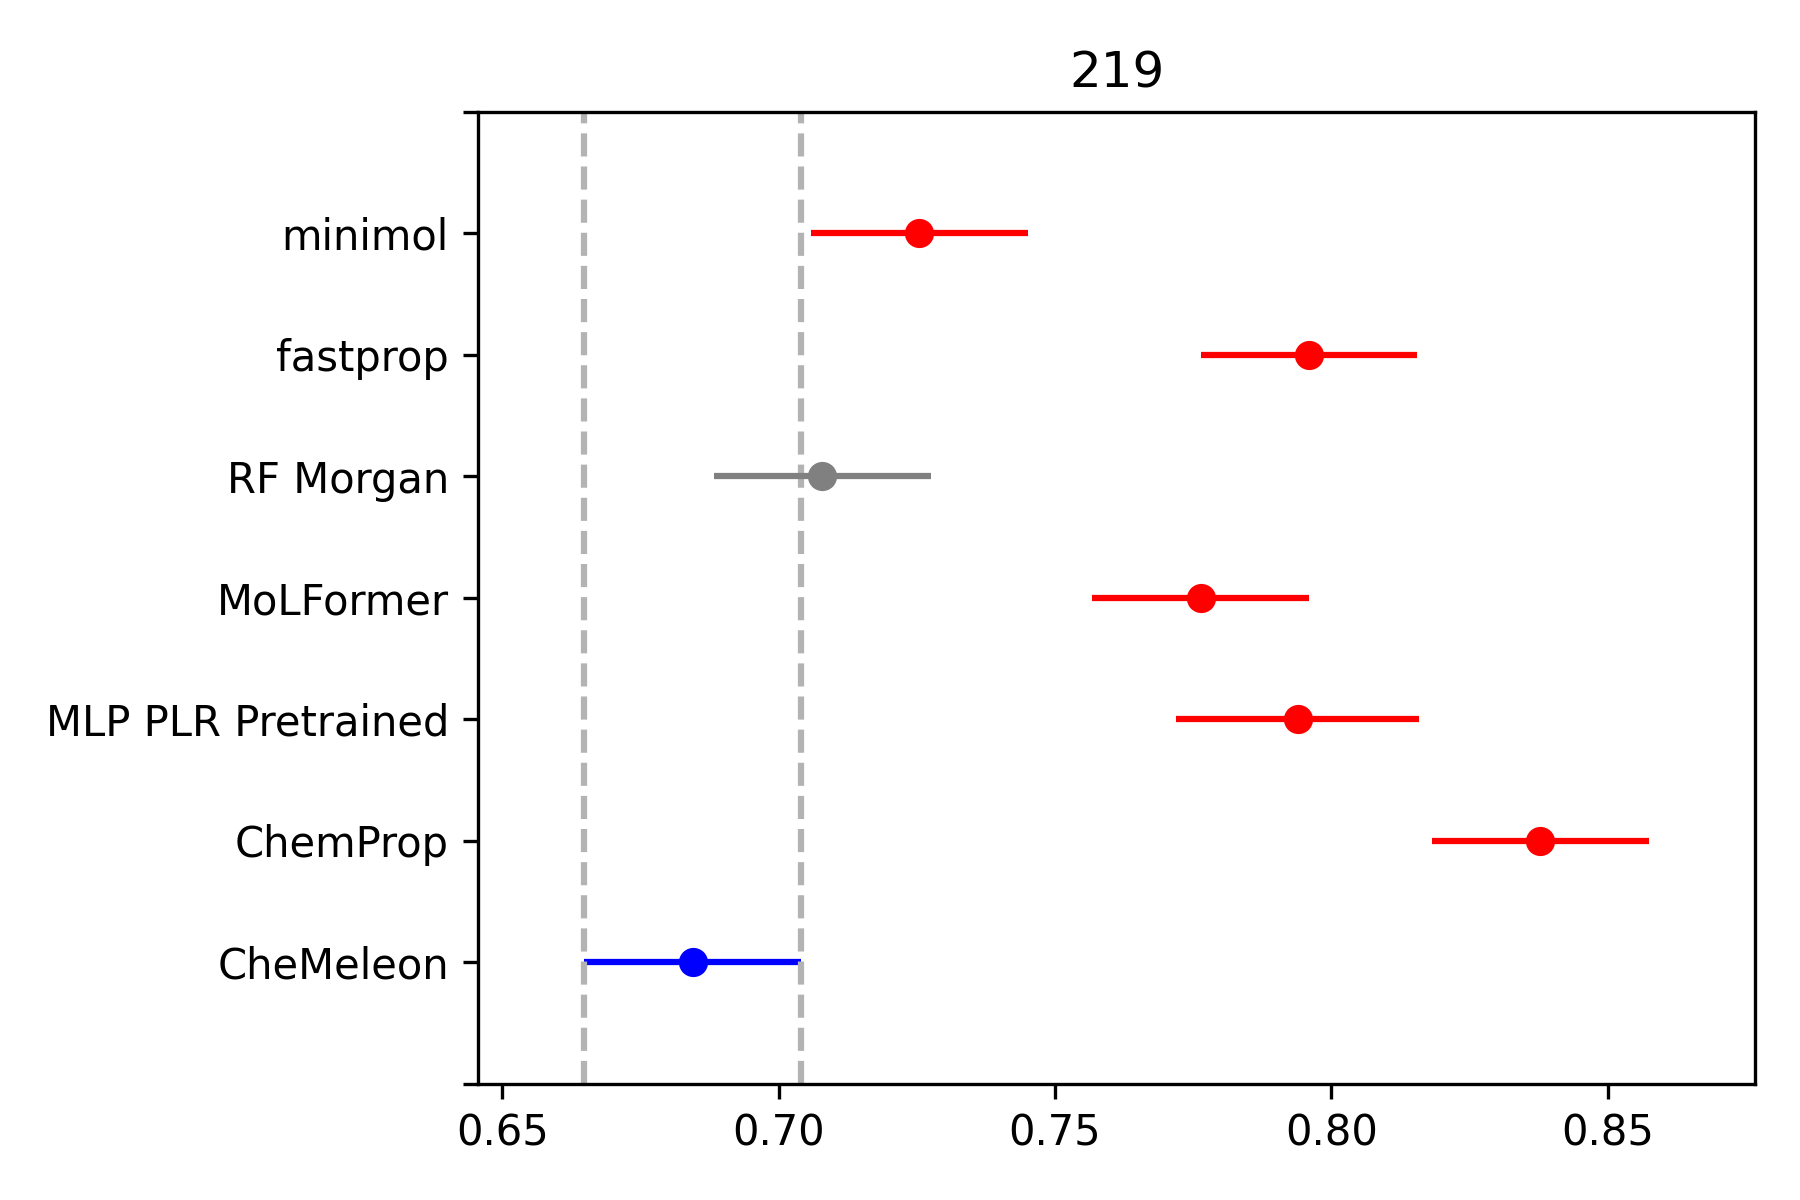 219
minimol
fastprop
RF Morgan
MoLFormer
MLP PLR Pretrained
ChemProp
CheMeleon
0.65 0.70 0.75 0.80 0.85